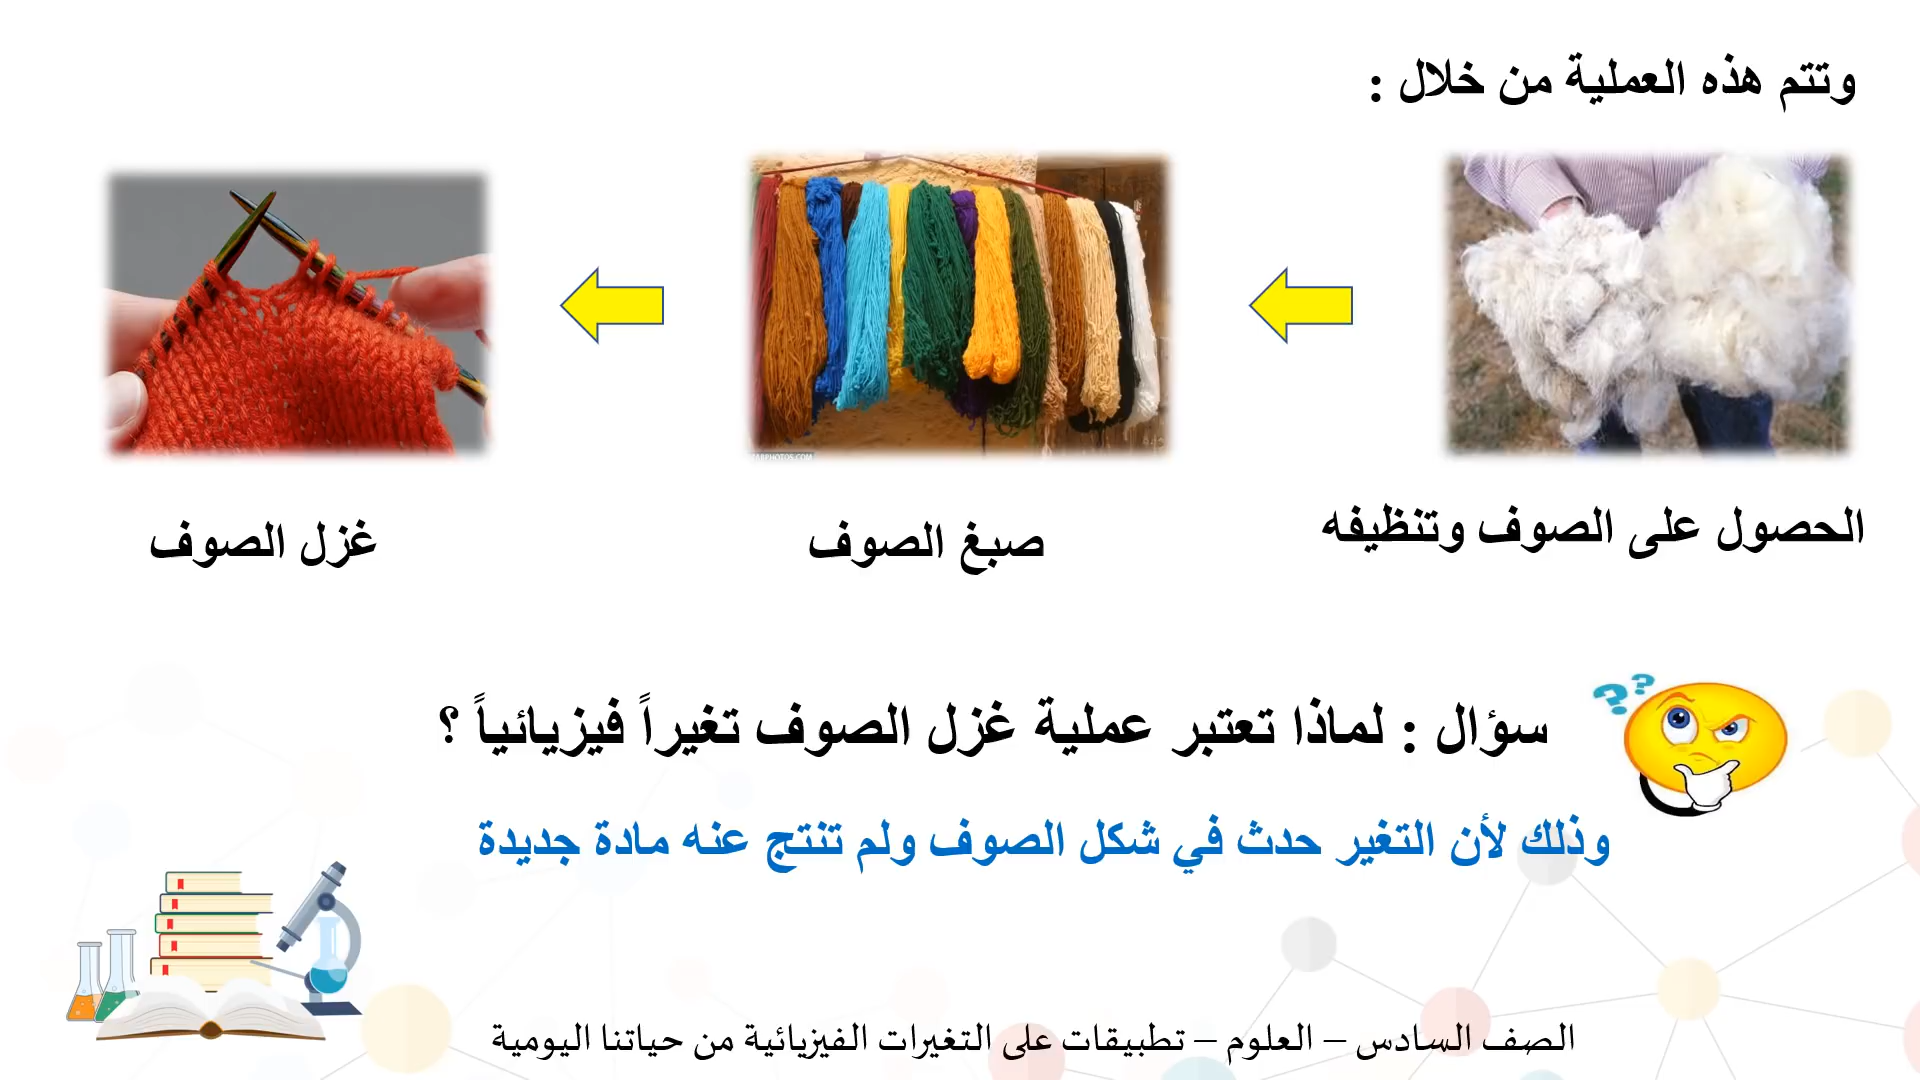 وتتم هذه العملية من خلال :
الحصول على الصوف وتنظيفه
صبغ الصوف
غزل الصوف
سؤال : لماذا تعتبر عملية غزل الصوف تغيراً فيزيائياً ؟
وذلك لأن التغير حدث في شكل الصوف ولم تنتج عنه مادة جديدة
الصف السادس – العلوم – تطبيقات على التغيرات الفيزيائية من حياتنا اليومية